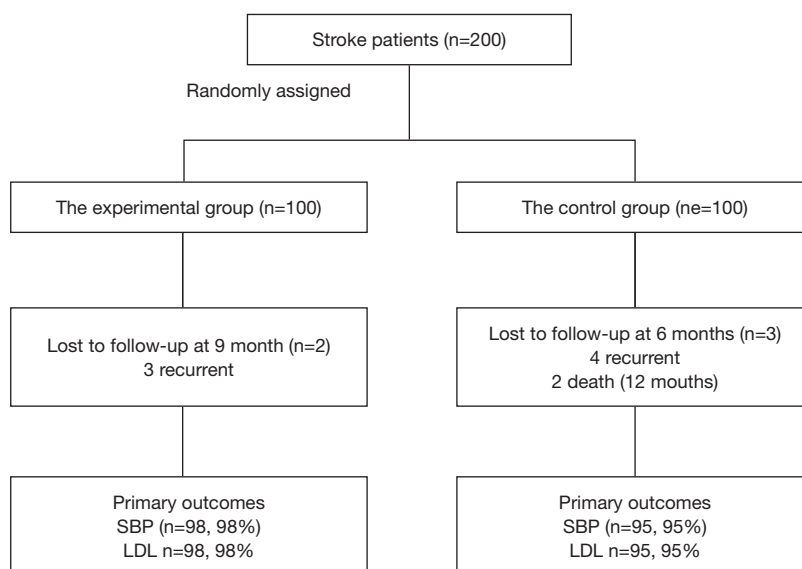 Stroke patients (n=200)
Randomly assigned
The experimental group (n=100)
The control group (ne=100)
Lost to follow-up at 9 month (n=2)
3 recurrent
Lost to follow-up at 6 months (n=3)
4 recurrent
2 death (12 mouths)
Primary outcomes
SBP (n=98, 98%)
LDL n=98, 98%
Primary outcomes
SBP (n=95, 95%)
LDL n=95, 95%